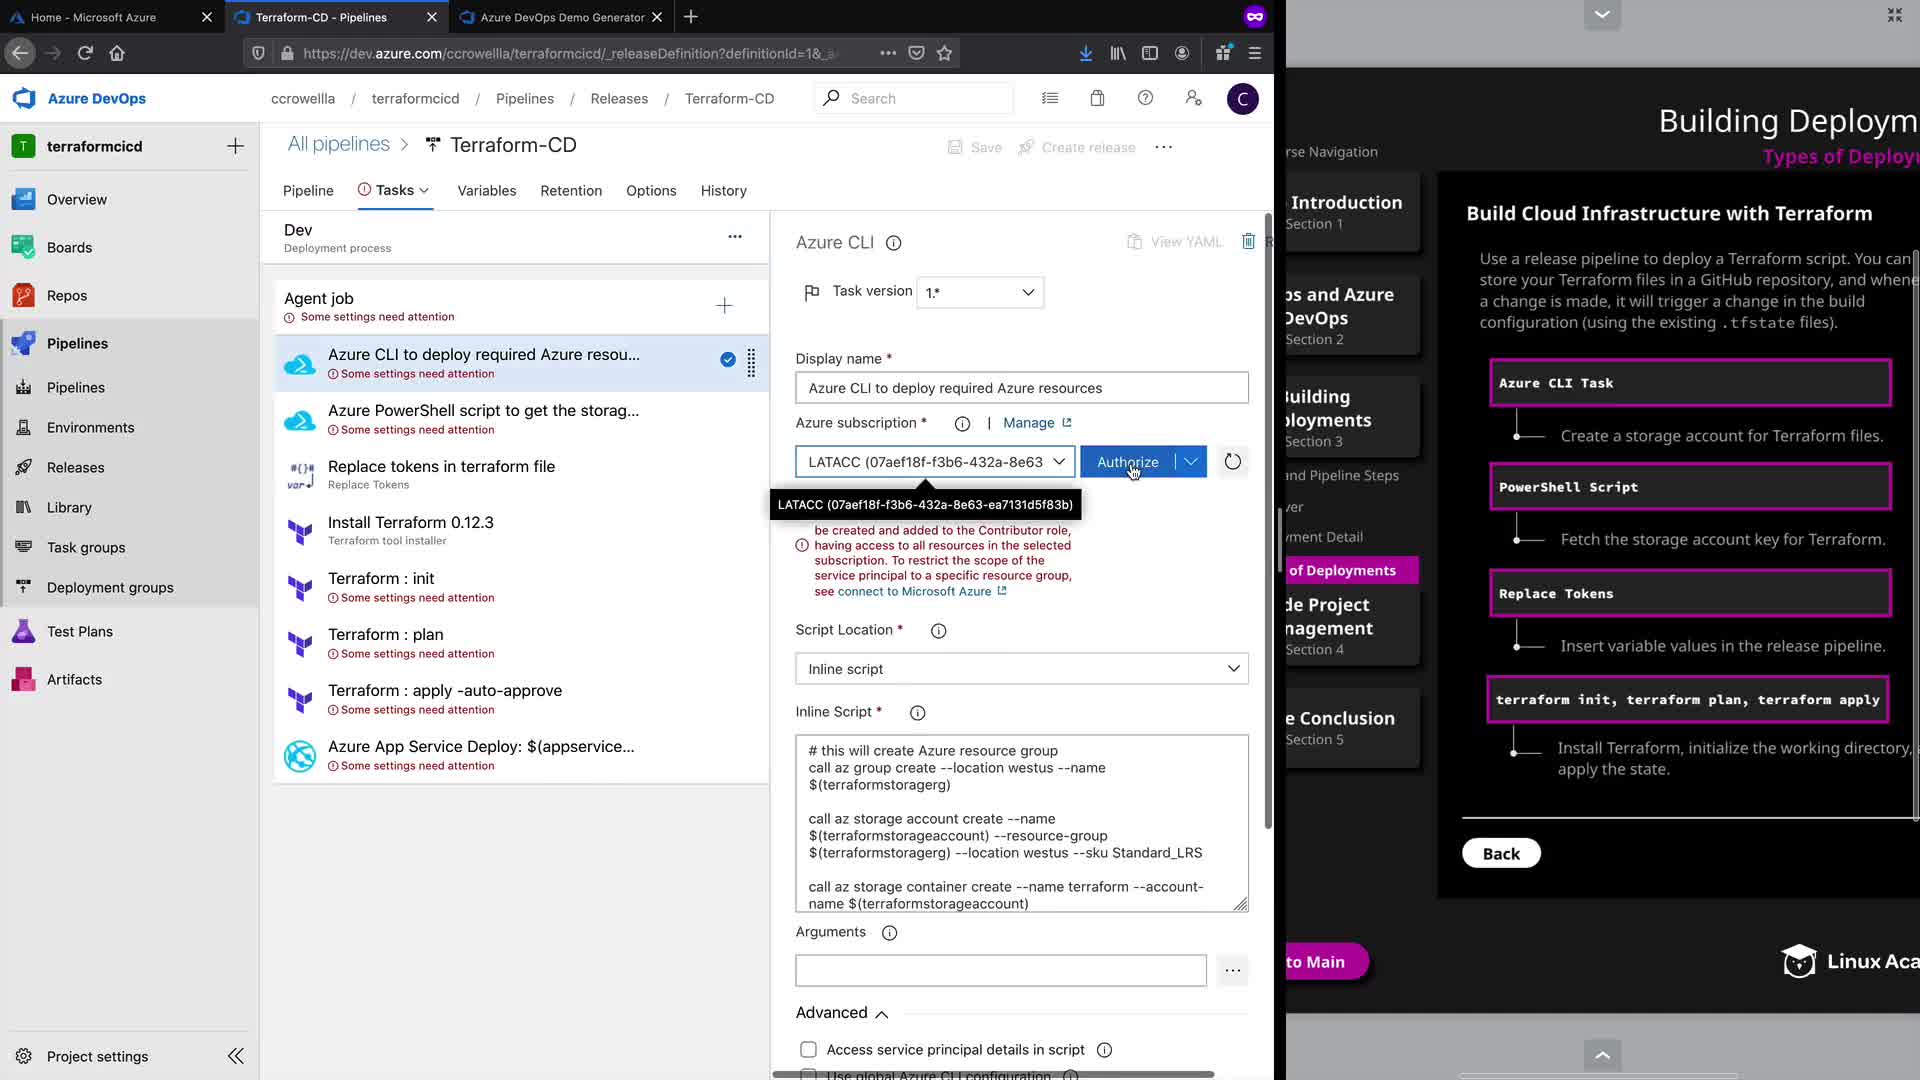 Home - Microsoft Azure
Terraform-CD - Pipelines
Azure DevOps Demo Generator
https://dev.azure.com/ccrowellla/terraformcicd/_releaseDefinition?definitionId=1&_a
Azure DevOps
ccrowellla / terraformcicd / Pipelines / Releases / Terraform-CD
Search
C
T
terraformcicd
Overview
Boards
Repos
Pipelines
Pipelines
Environments
Releases
Library
Task groups
Deployment groups
Test Plans
Artifacts
Project settings
All pipelines > Terraform-CD
Save
Create release
Pipeline
Tasks
Variables
Retention
Options
History
Dev
Deployment process
Agent job
Some settings need attention
Azure CLI to deploy required Azure resou...
Some settings need attention
Azure PowerShell script to get the storag...
Some settings need attention
Replace tokens in terraform file
Replace Tokens
Install Terraform 0.12.3
Terraform tool installer
Terraform : init
Some settings need attention
Terraform : plan
Some settings need attention
Terraform : apply -auto-approve
Some settings need attention
Azure App Service Deploy: $(appservice...
Some settings need attention
Azure CLI
View YAML
R
Task version
1.*
Display name *
Azure CLI to deploy required Azure resources
Azure subscription *
| Manage
LATACC (07aef18f-f3b6-432a-8e63
Authorize
LATACC (07aef18f-f3b6-432a-8e63-ea7131d5f83b)
be created and added to the Contributor role,
having access to all resources in the selected
subscription. To restrict the scope of the
service principal to a specific resource group,
see connect to Microsoft Azure
Script Location *
Inline script
Inline Script *
# this will create Azure resource group
call az group create --location westus --name
$(terraformstoragerg)
call az storage account create --name
$(terraformstorageaccount) --resource-group
$(terraformstoragerg) --location westus --sku Standard_LRS
call az storage container create --name terraform --account-
name $(terraformstorageaccount)
Arguments
Advanced
Access service principal details in script
Use global Azure CLI configuration
Building Deploym
Types of Deploy
rse Navigation
Introduction
Section 1
ps and Azure
DevOps
Section 2
Building
ployments
Section 3
and Pipeline Steps
ver
yment Detail
of Deployments
de Project
nagement
Section 4
e Conclusion
Section 5
to Main
Build Cloud Infrastructure with Terraform
Use a release pipeline to deploy a Terraform script. You can
store your Terraform files in a GitHub repository, and whene
a change is made, it will trigger a change in the build
configuration (using the existing .tfstate files).
Azure CLI Task
Create a storage account for Terraform files.
PowerShell Script
Fetch the storage account key for Terraform.
Replace Tokens
Insert variable values in the release pipeline.
terraform init, terraform plan, terraform apply
Install Terraform, initialize the working directory,
apply the state.
Back
Linux Aca